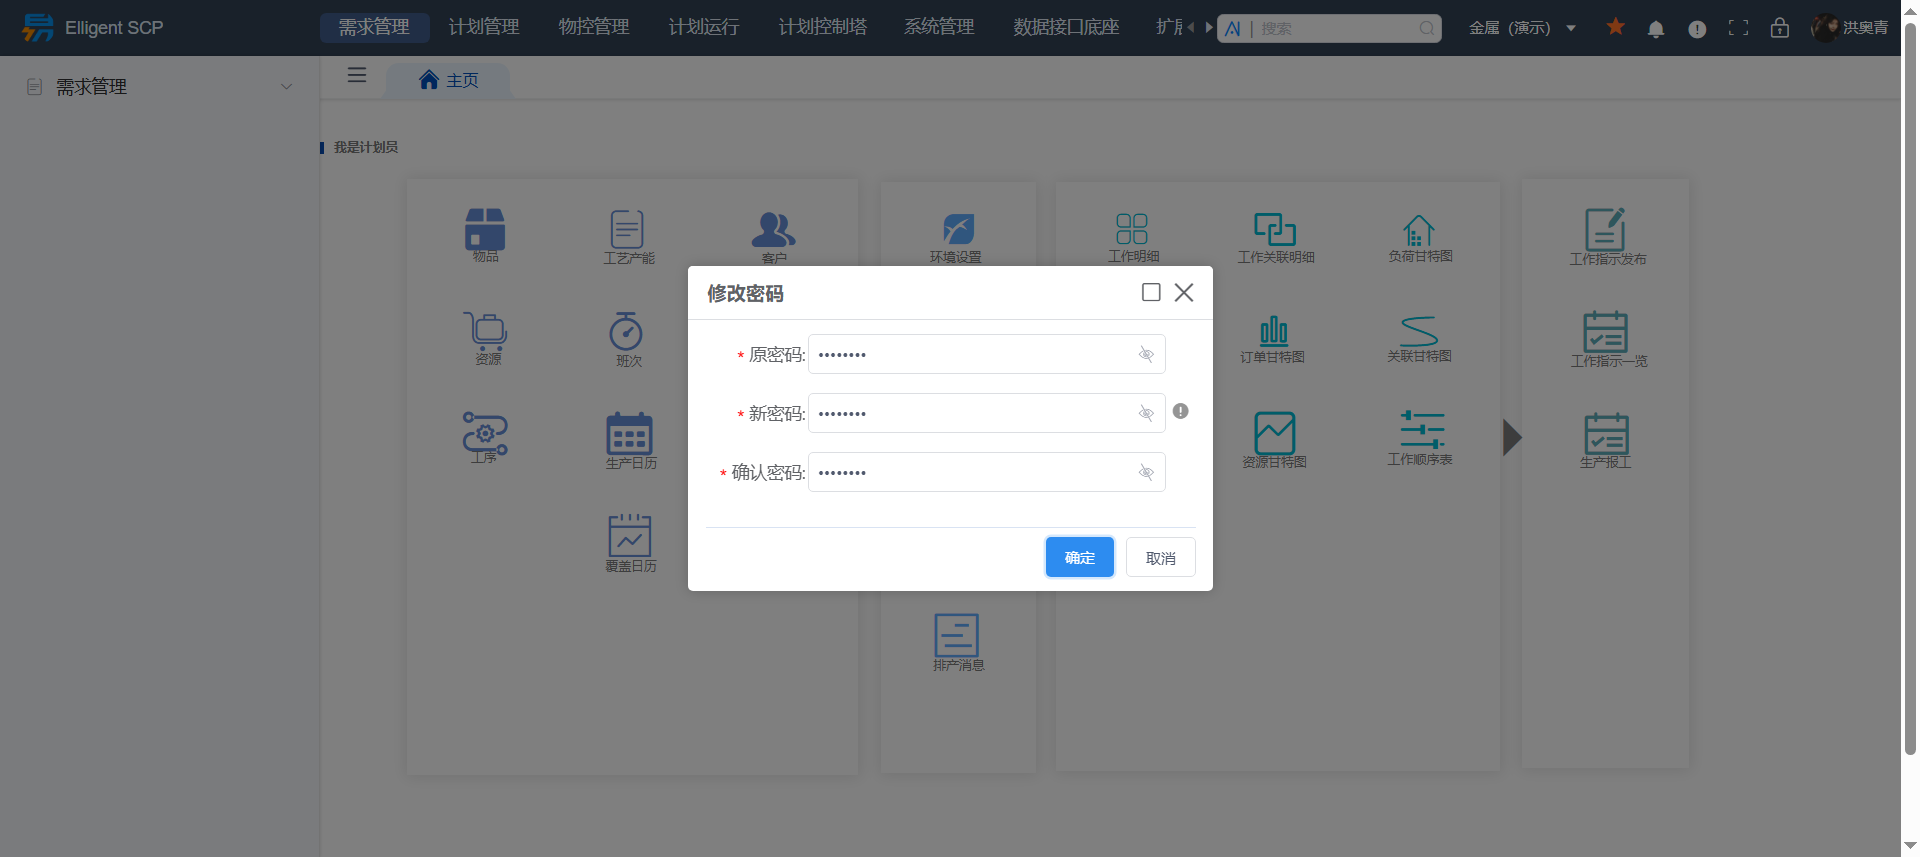 Elligent SCP
需求管理 计划管理 物控管理 计划运行 计划控制塔 系统管理 数据接口底座 扩展
AI | 搜索
金属（演示）
洪奥青
需求管理
主页
我是计划员
物品 工艺产能 客户 环境设置 工作明细 工作关联明细 负荷甘特图 工作指示发布
修改密码
* 原密码: ••••••••
* 新密码: ••••••••
* 确认密码: ••••••••
确定 取消
资源 班次 订单甘特图 关联甘特图 工作指示一览
工序 生产日历 资源甘特图 工作顺序表 生产报工
覆盖日历
排产消息